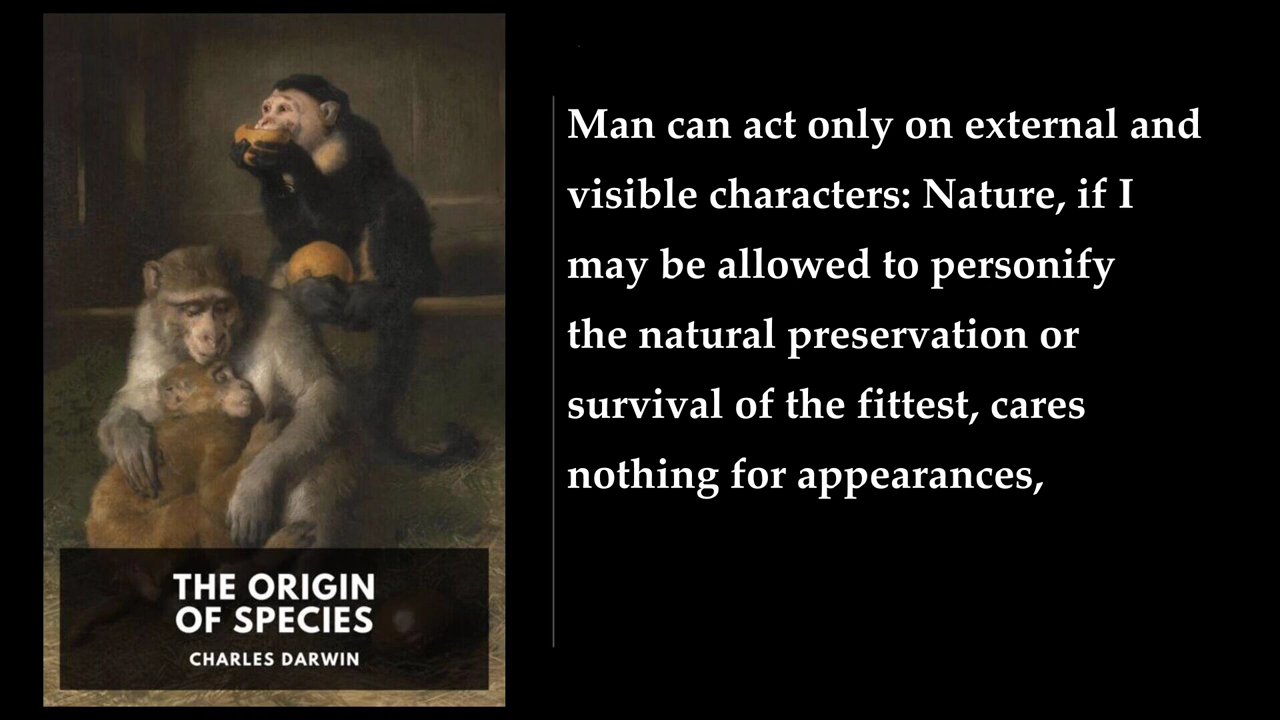 THE ORIGIN
OF SPECIES
CHARLES DARWIN
Man can act only on external and
visible characters: Nature, if I
may be allowed to personify
the natural preservation or
survival of the fittest, cares
nothing for appearances,